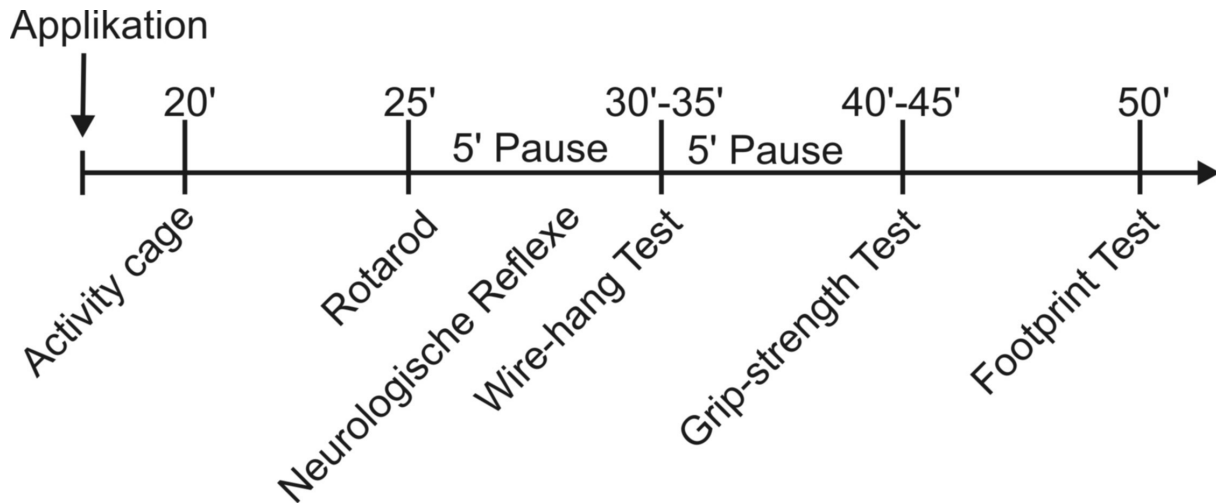 Applikation
20'
25'
30'-35'
40'-45'
50'
5' Pause
5' Pause
Activity cage
Rotarod
Neurologische Reflexe
Wire-hang Test
Grip-strength Test
Footprint Test